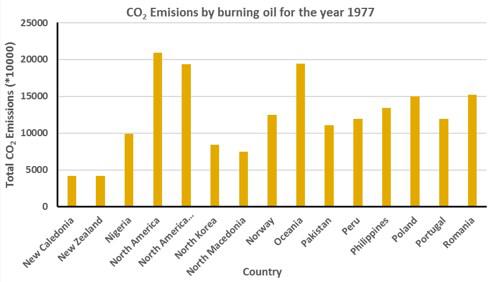 CO₂ Emisions by burning oil for the year 1977
Total CO₂ Emissions (*10000)
25000
20000
15000
10000
5000
0
New Caledonia
New Zealand
Nigeria
North America
North America...
North Korea
North Macedonia
Norway
Oceania
Pakistan
Peru
Philippines
Poland
Portugal
Romania
Country